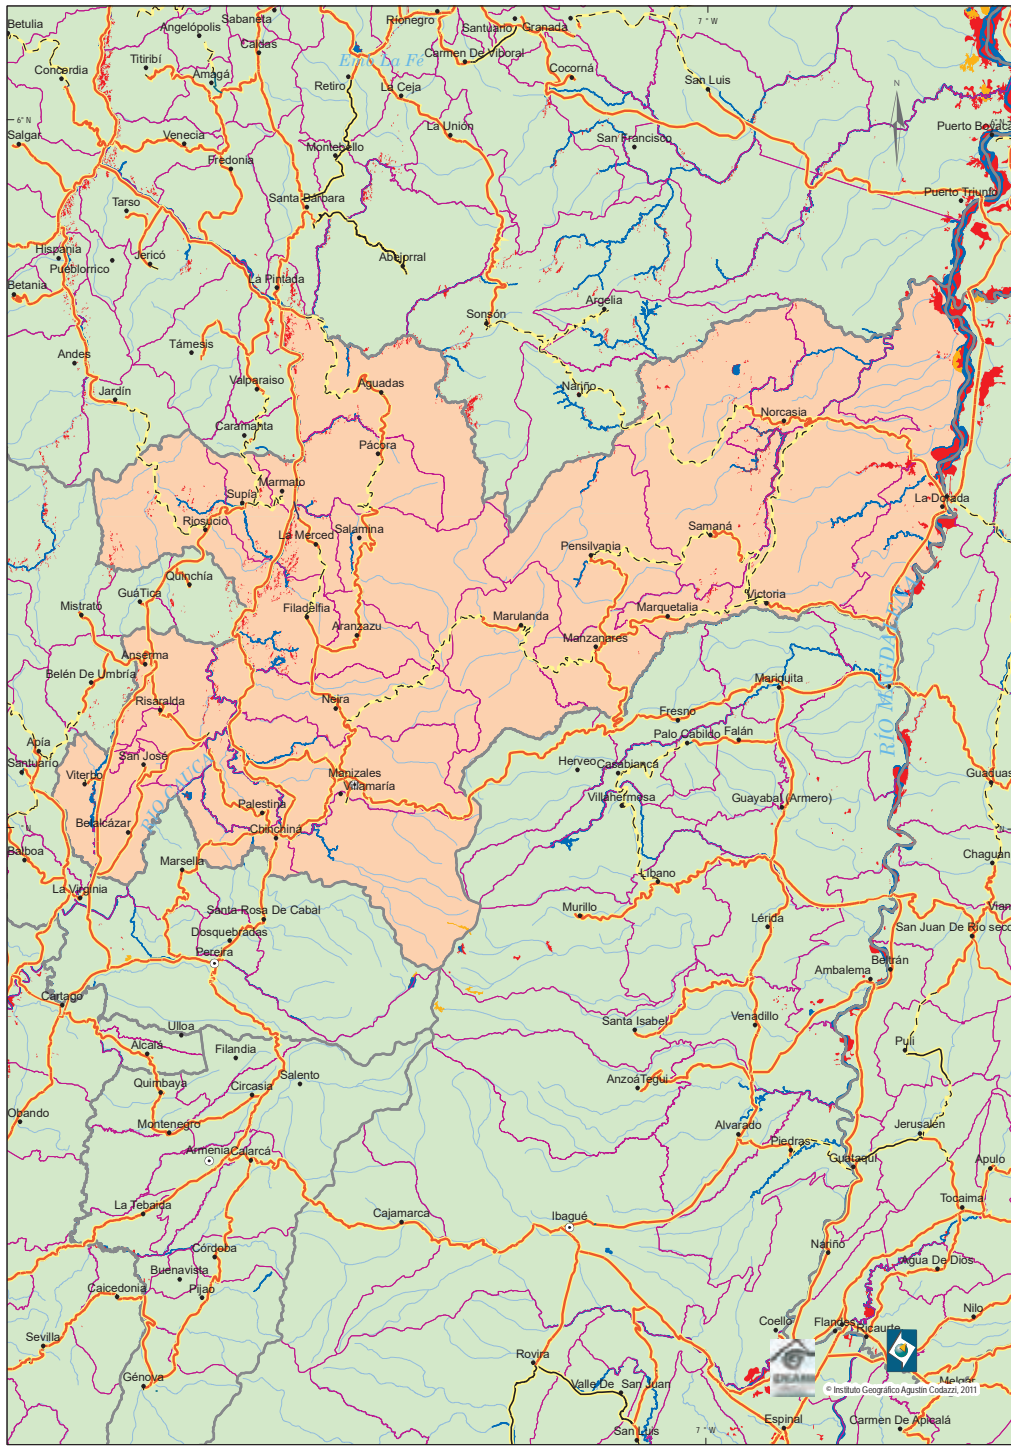 Betulia
Angelópolis
Sabaneta
Rionegro
Santuario
Granada
7 ° W
Titiribí
Caldas
Emb La Fé
Carmen De Viboral
Concordia
Amagá
Retiro
La Ceja
Cocorná
San Luis
N
6 ° N
Salgar
Venecia
La Unión
San Francisco
Puerto Boyacá
Fredonia
Montebello
Tarso
Santa Bárbara
Puerto Triunfo
Hispania
Pueblorrico
Jericó
Abejorral
Betania
La Pintada
Argelia
Sonsón
Andes
Támesis
Jardín
Valparaiso
Aguadas
Nariño
Norcasia
Caramanta
Pácora
Marmato
Supía
La Dorada
Riosucio
La Merced
Salamina
Samaná
Pensilvania
Quinchía
GuáTica
Mistrató
Filadelfia
Aranzazu
Marulanda
Marquetalia
Victoria
Manzanares
RÍO MAGDALENA
Anserma
Belén De Umbría
Risaralda
Neira
Mariquita
Fresno
Palo Cabildo
Falán
Apía
Santuario
San José
Viterbo
Manizales
Villamaría
Herveo
Casabianca
Guaduas
Villahermosa
Guayabal (Armero)
Palestina
Belalcázar
Chinchiná
Balboa
Marsella
Chaguaní
La Virginia
Líbano
Murillo
Santa Rosa De Cabal
Lérida
Dosquebradas
San Juan De Río seco
Pereira
Ambalema
Beltrán
Cartago
Ulloa
Santa Isabel
Venadillo
Alcalá
Filandia
Pulí
Quimbaya
Circasia
Salento
AnzoáTegui
Obando
Montenegro
Alvarado
Jerusalén
Armenia
Calarcá
Piedras
Guataquí
Apulo
La Tebaida
Cajamarca
Ibagué
Tocaima
Córdoba
Nariño
Agua De Dios
Buenavista
Caicedonia
Pijao
Nilo
Coello
Flandes
Ricaurte
Sevilla
Rovira
Génova
Valle De San Juan
Melgar
IDEAM
© Instituto Geográfico Agustin Codazzi, 2011
San Luis
7 ° W
Espinal
Carmen De Apicalá